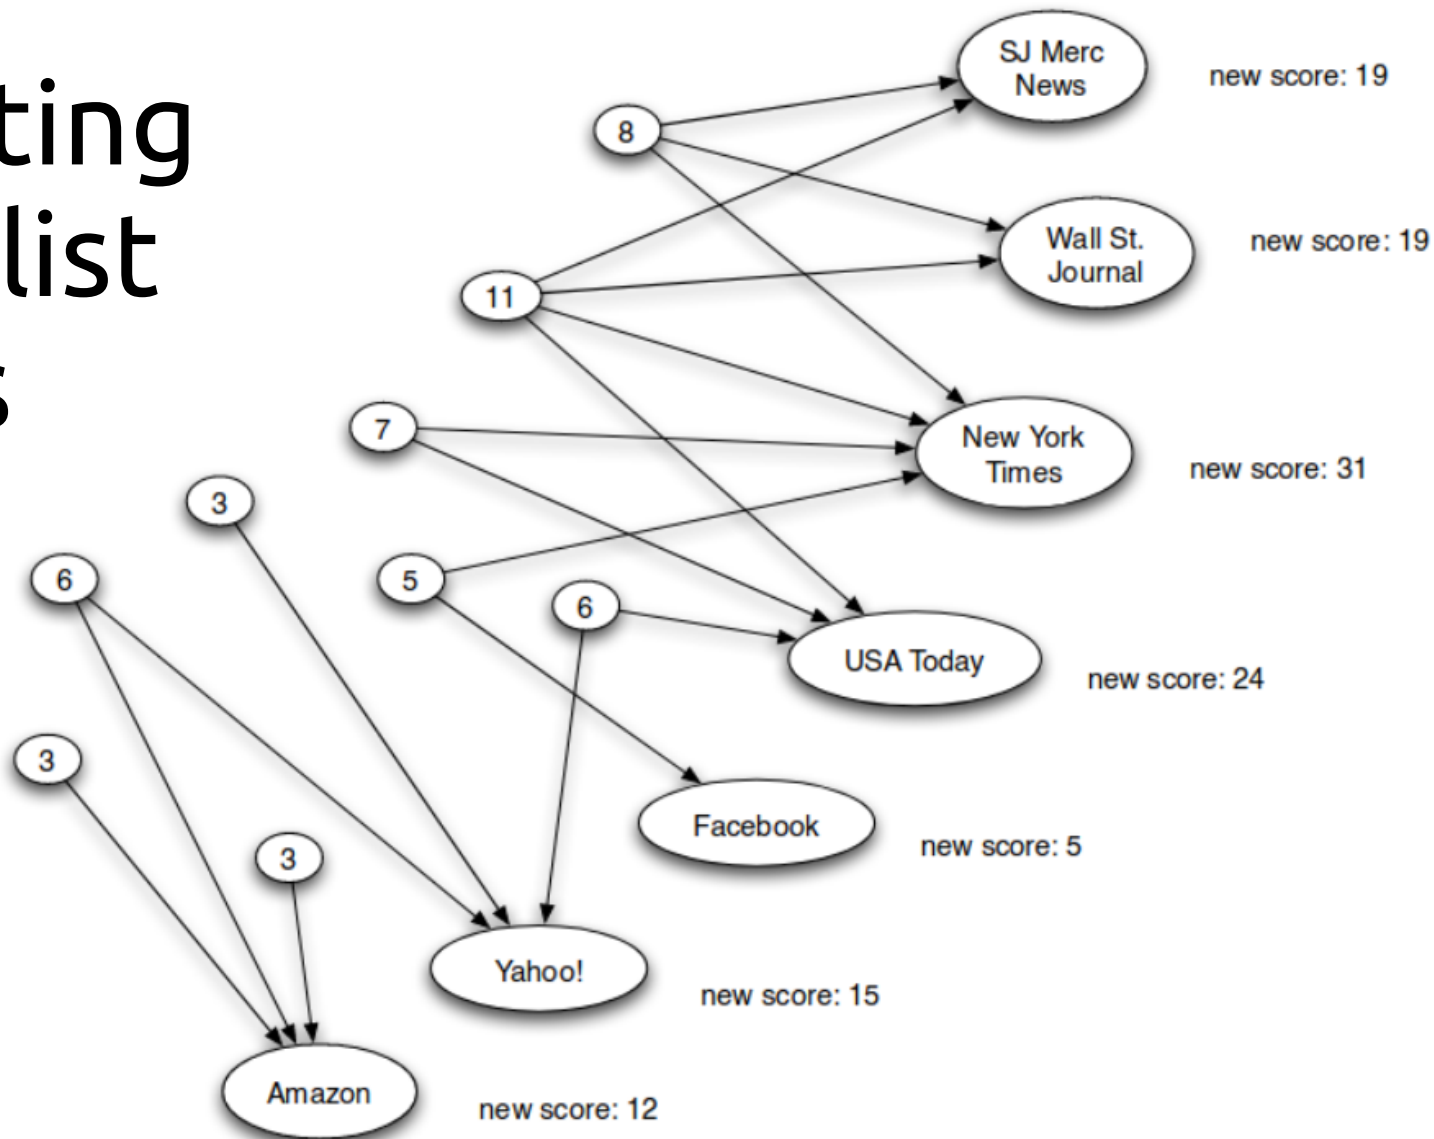 ting
list
s
SJ Merc
News
new score: 19
8
Wall St.
Journal
new score: 19
11
7
New York
Times
new score: 31
3
6
5
6
USA Today
new score: 24
3
Facebook
new score: 5
3
Yahoo!
new score: 15
Amazon
new score: 12